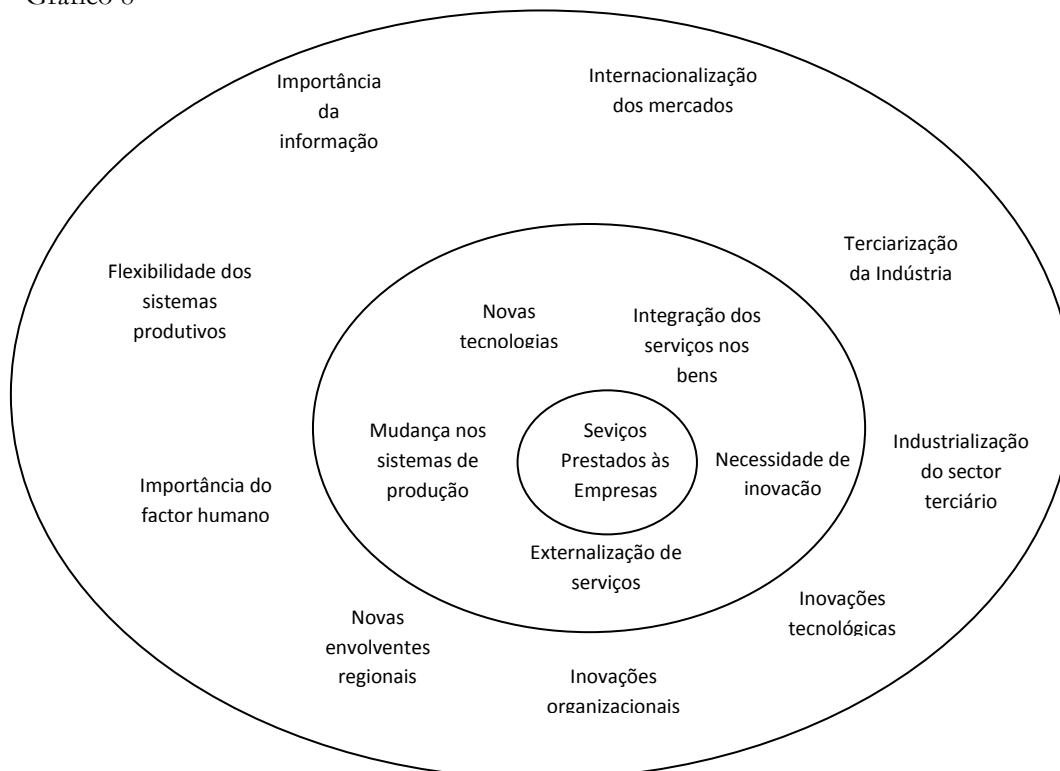 Gráfico 8
Importância
da
informação
Internacionalização
dos mercados
Terciarização
da Indústria
Flexibilidade dos
sistemas
produtivos
Novas
tecnologias
Integração dos
serviços nos
bens
Mudança nos
sistemas de
produção
Seviços
Prestados às
Empresas
Necessidade de
inovação
Industrialização
do sector
terciário
Importância do
factor humano
Externalização de
serviços
Inovações
tecnológicas
Novas
envolventes
regionais
Inovações
organizacionais